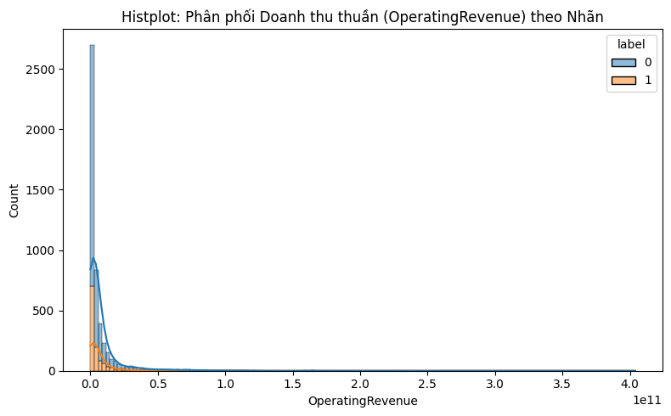 Histplot: Phân phối Doanh thu thuần (OperatingRevenue) theo Nhãn
label
0
1
Count
2500
2000
1500
1000
500
0
0.0 0.5 1.0 1.5 2.0 2.5 3.0 3.5 4.0
1e11
OperatingRevenue